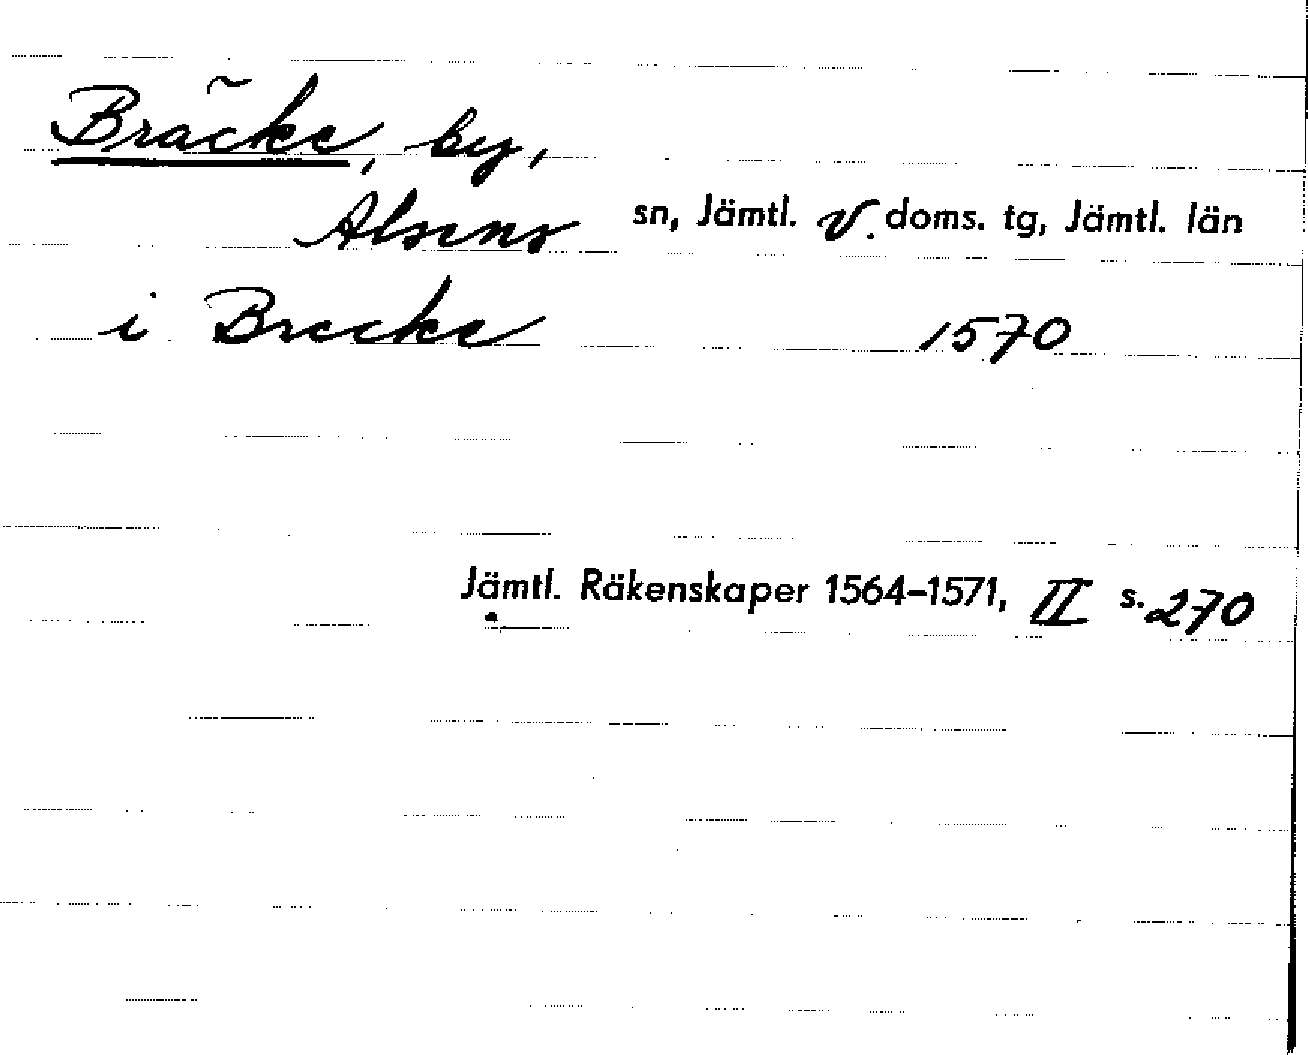 Bräcke, by,
Alsens sn, Jämtl. v. doms. tg, Jämtl. län
i Brecke 1570
Jämtl. Räkenskaper 1564-1571, II s. 270